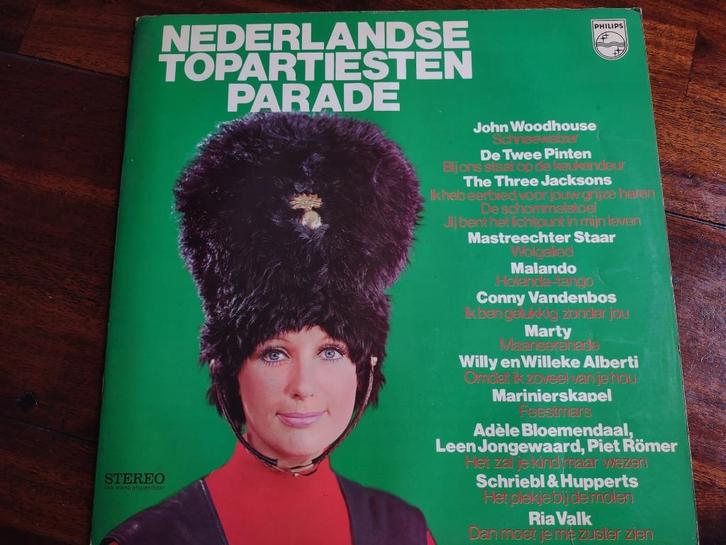 NEDERLANDSE
TOPARTIESTEN
PARADE
PHILIPS
John Woodhouse
Schneewalzer
De Twee Pinten
Bij ons staat op de keukendeur
The Three Jacksons
Ik heb eerbied voor jouw grijze haren
De schommelstoel
Jij bent het lichtpunt in mijn leven
Mastreechter Staar
Wolgalied
Malando
Holanda-tango
Conny Vandenbos
Ik ben gelukkig zonder jou
Marty
Maanserenade
Willy en Willeke Alberti
Omdat ik zoveel van je hou
Marinierskapel
Feestmars
Adèle Bloemendaal,
Leen Jongewaard, Piet Römer
Het zal je kind maar wezen
Schriebl & Hupperts
Het plekje bij de molen
Ria Valk
Dan moet je me zuster zien
STEREO
ook mono afspeelbaar